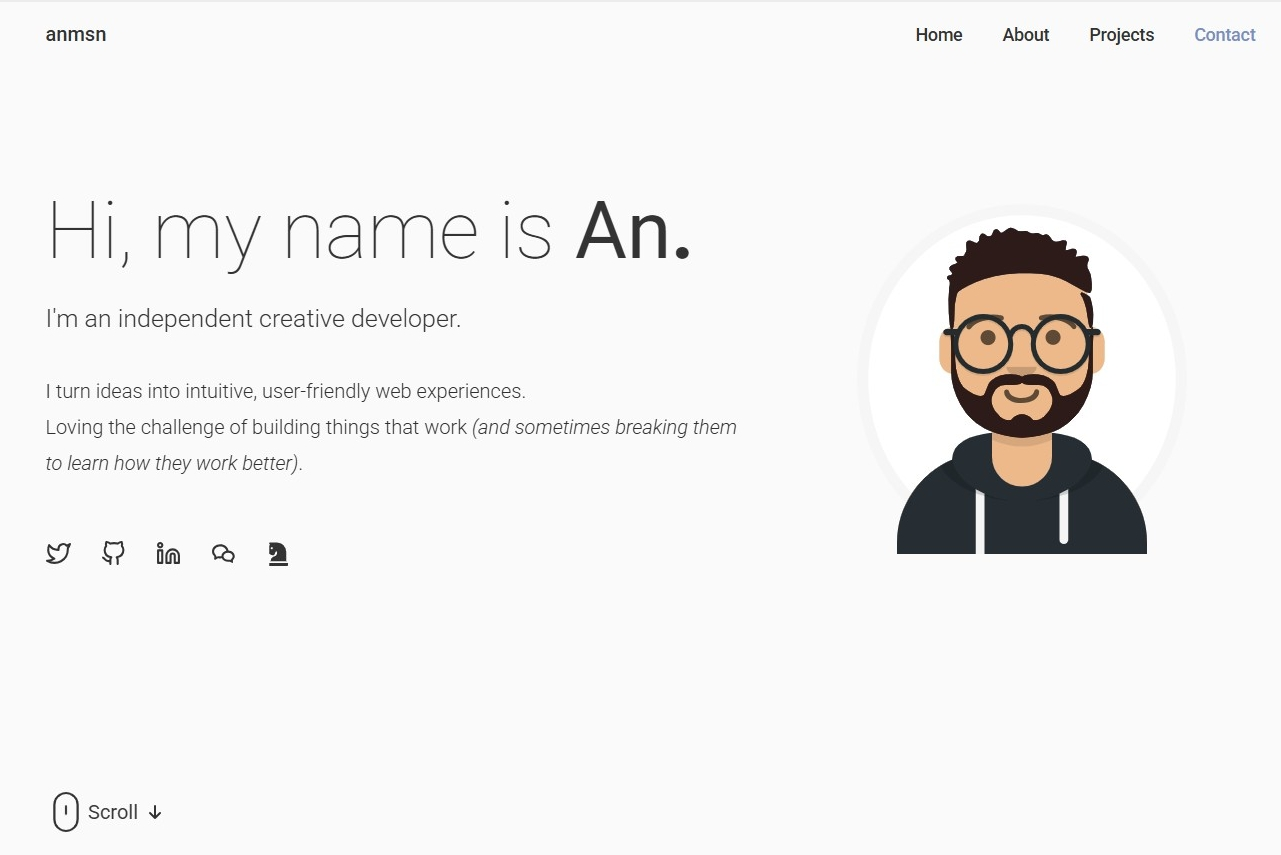 anmsn
Home About Projects Contact
Hi, my name is An.
I'm an independent creative developer.
I turn ideas into intuitive, user-friendly web experiences.
Loving the challenge of building things that work (and sometimes breaking them
to learn how they work better).
Scroll